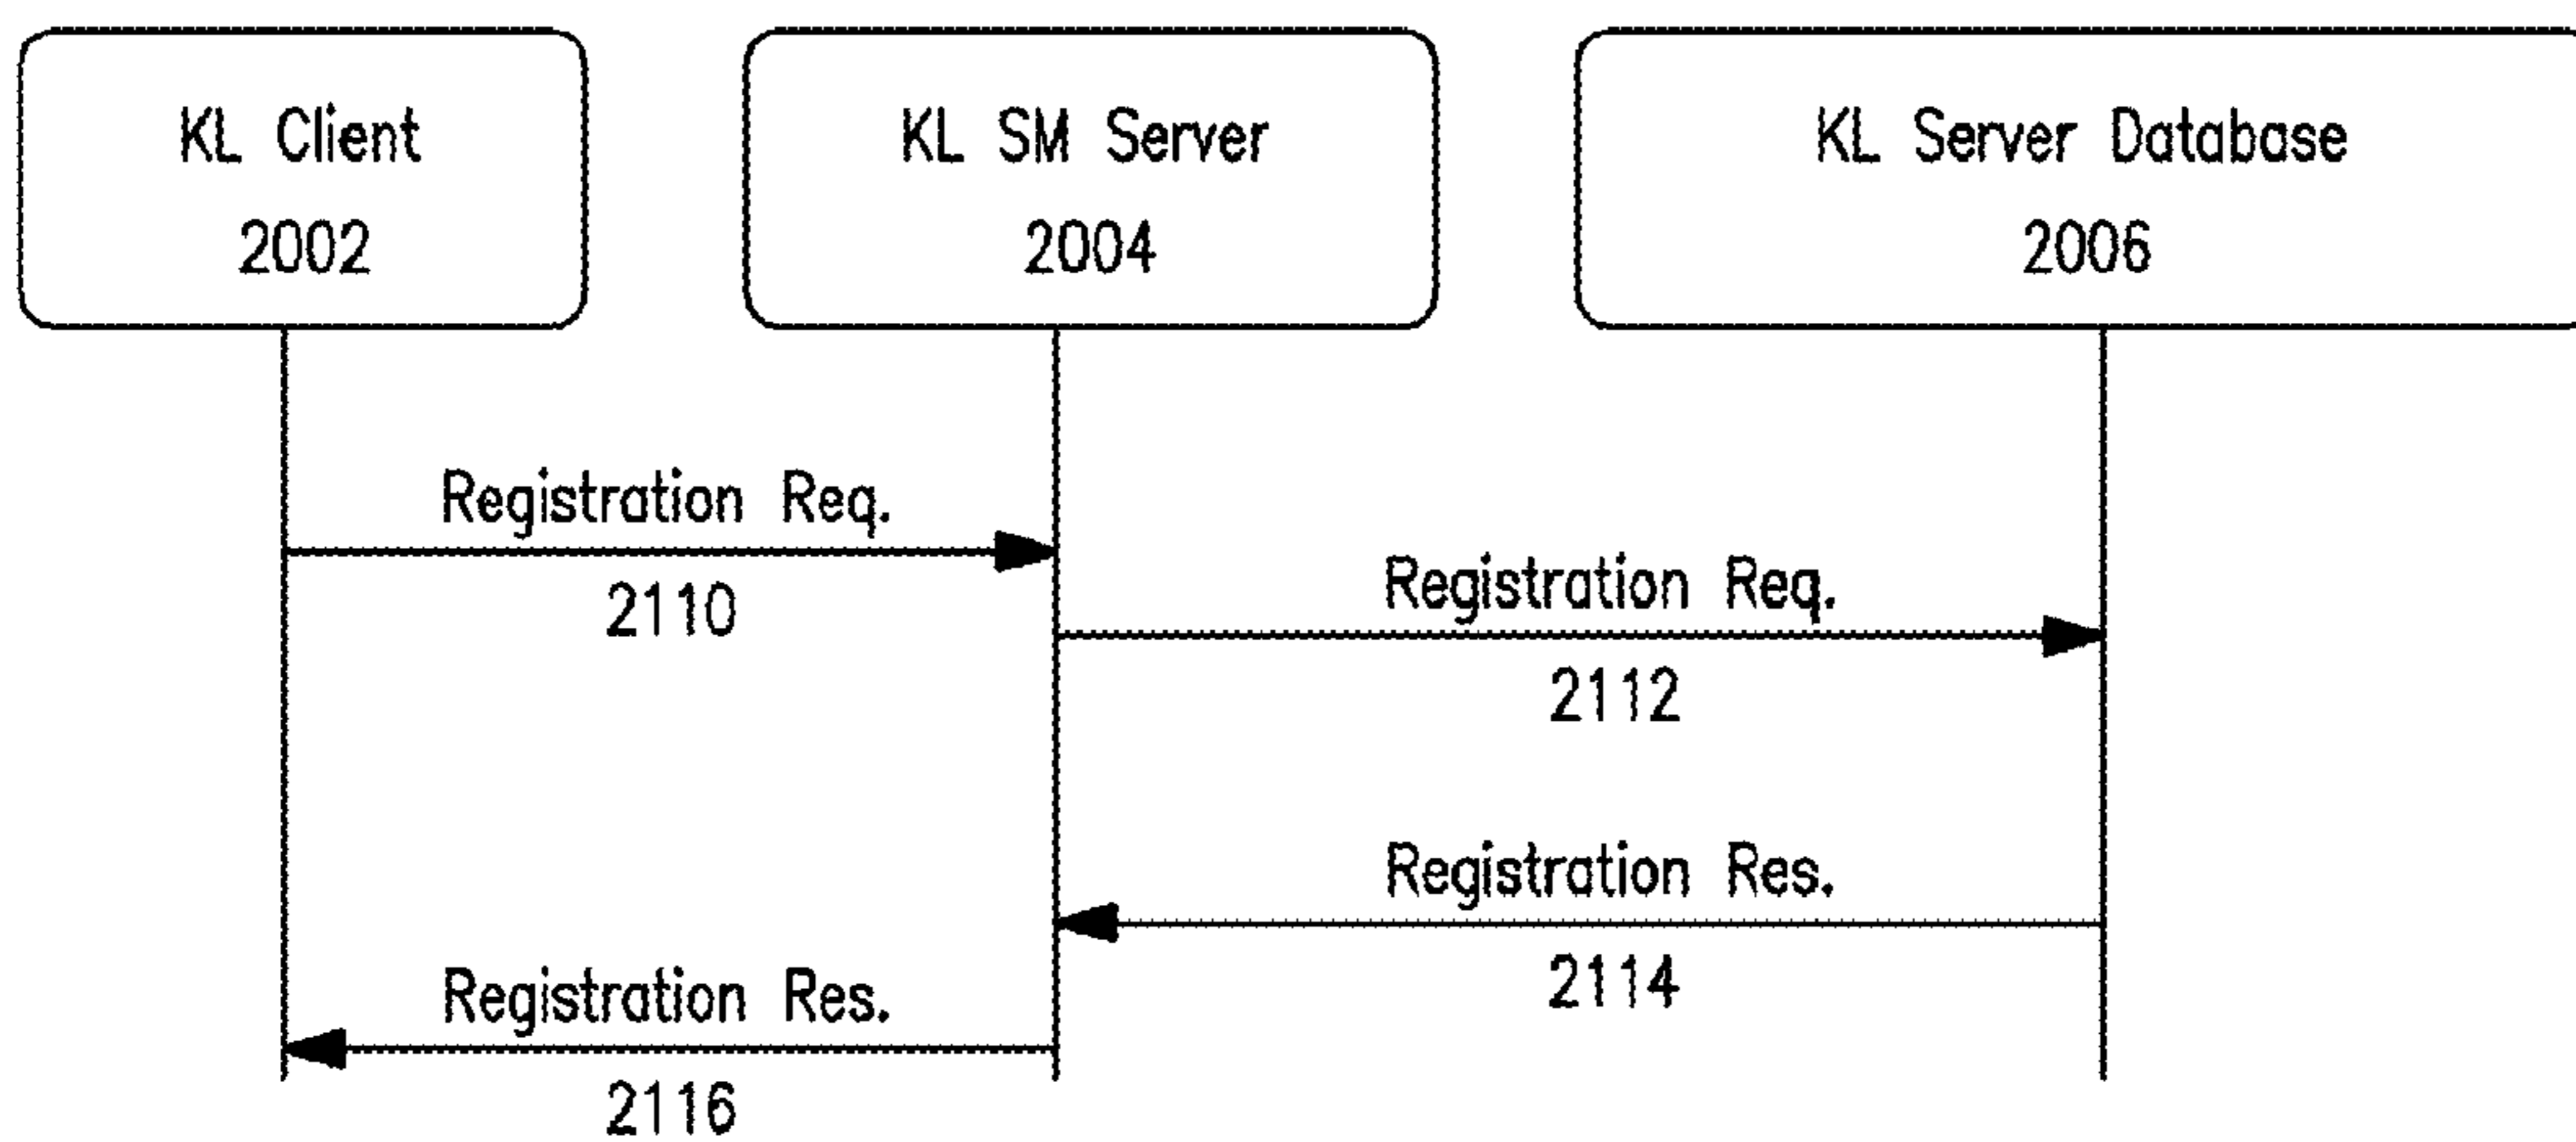 KL Client
2002
KL SM Server
2004
KL Server Database
2006
Registration Req.
2110
Registration Req.
2112
Registration Res.
2114
Registration Res.
2116